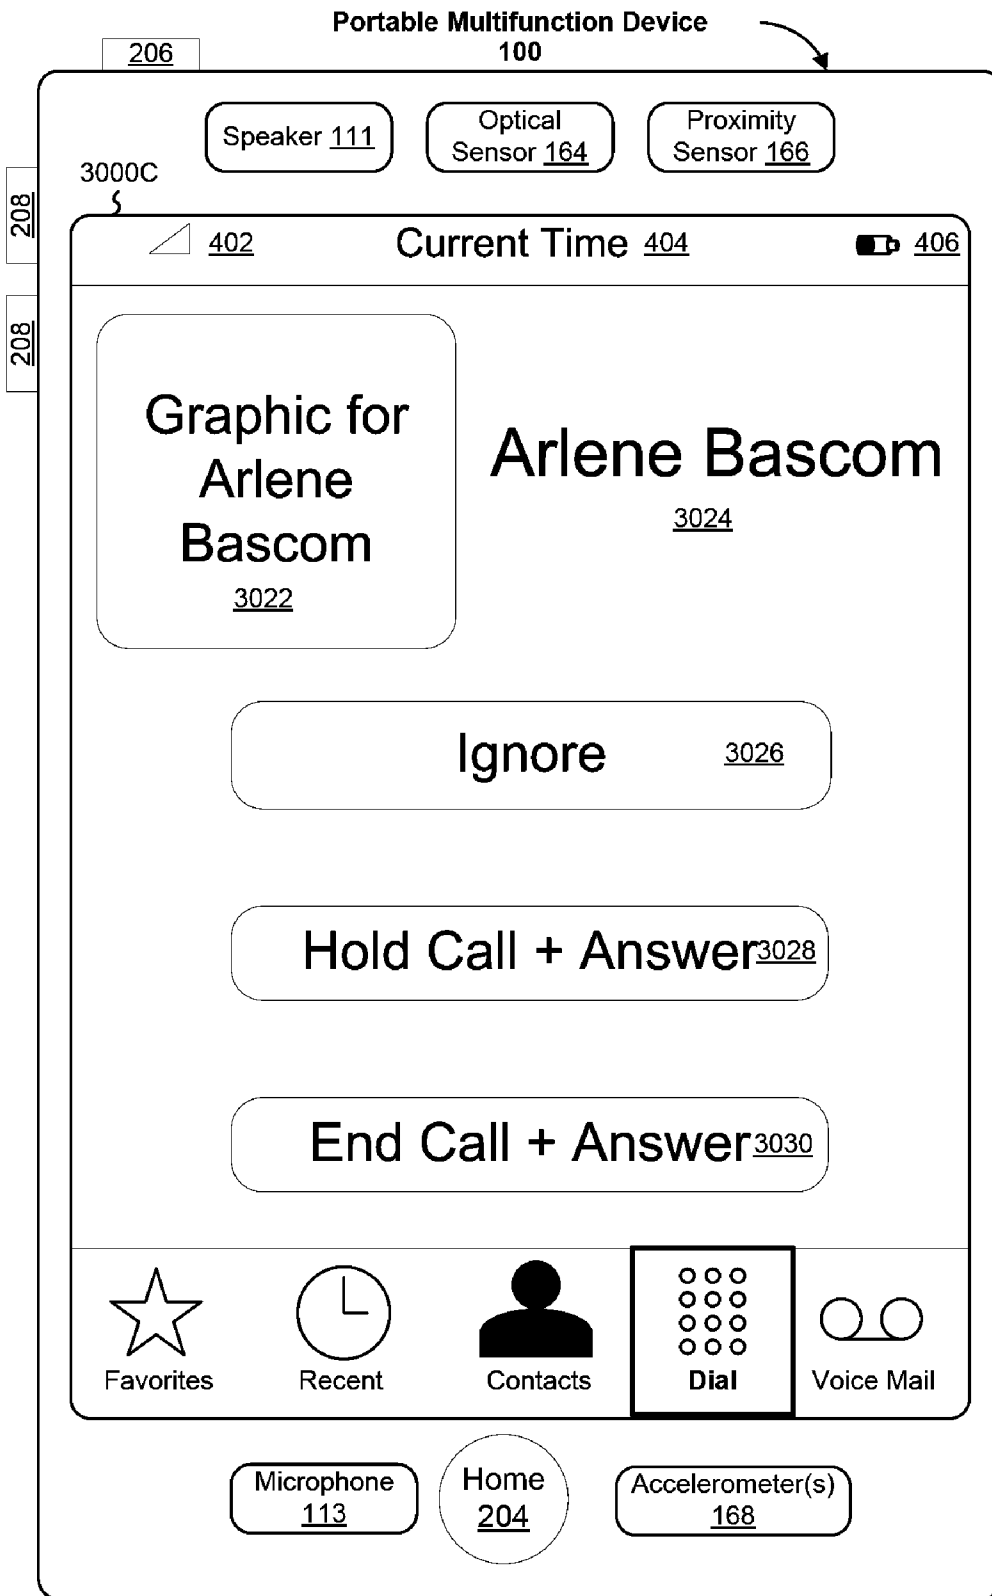 Portable Multifunction Device
100
206
Speaker 111
Optical
Sensor 164
Proximity
Sensor 166
3000C
208
208
402
Current Time 404
406
Graphic for
Arlene
Bascom
3022
Arlene Bascom
3024
Ignore 3026
Hold Call + Answer 3028
End Call + Answer 3030
Favorites
Recent
Contacts
Dial
Voice Mail
Microphone
113
Home
204
Accelerometer(s)
168